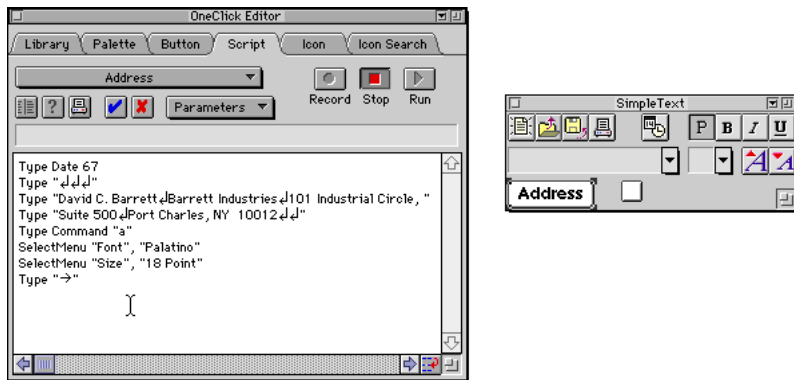 OneClick Editor
Library Palette Button Script Icon Icon Search
Address
Record Stop Run
? Parameters
Type Date 67
Type "↲↲↲"
Type "David C. Barrett↲Barrett Industries↲101 Industrial Circle, "
Type "Suite 500↲Port Charles, NY  10012↲↲"
Type Command "a"
SelectMenu "Font", "Palatino"
SelectMenu "Size", "18 Point"
Type "→"
SimpleText
P B I U
A A
Address